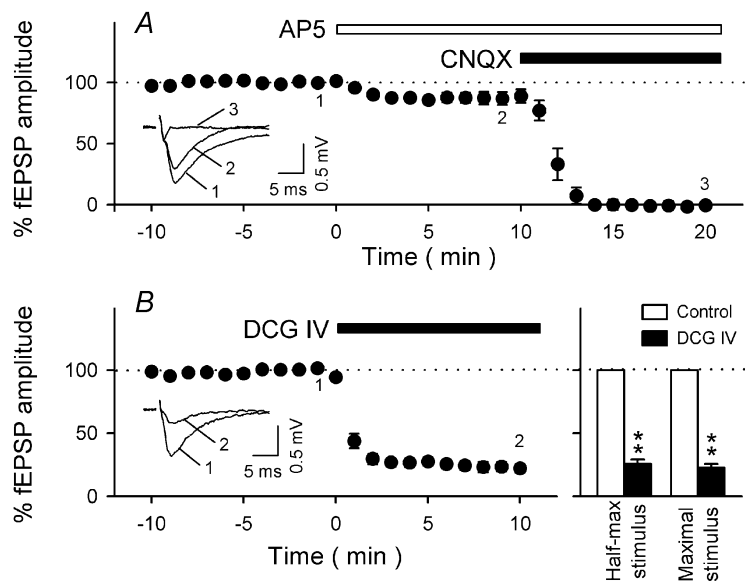 A
AP5
CNQX
% fEPSP amplitude
100
50
0
1
2
3
3
2
1
0.5 mV
5 ms
-10
-5
0
5
10
15
20
Time ( min )
B
DCG IV
% fEPSP amplitude
100
50
0
1
2
2
1
0.5 mV
5 ms
-10
-5
0
5
10
Time ( min )
Control
DCG IV
**
**
Half-max
stimulus
Maximal
stimulus